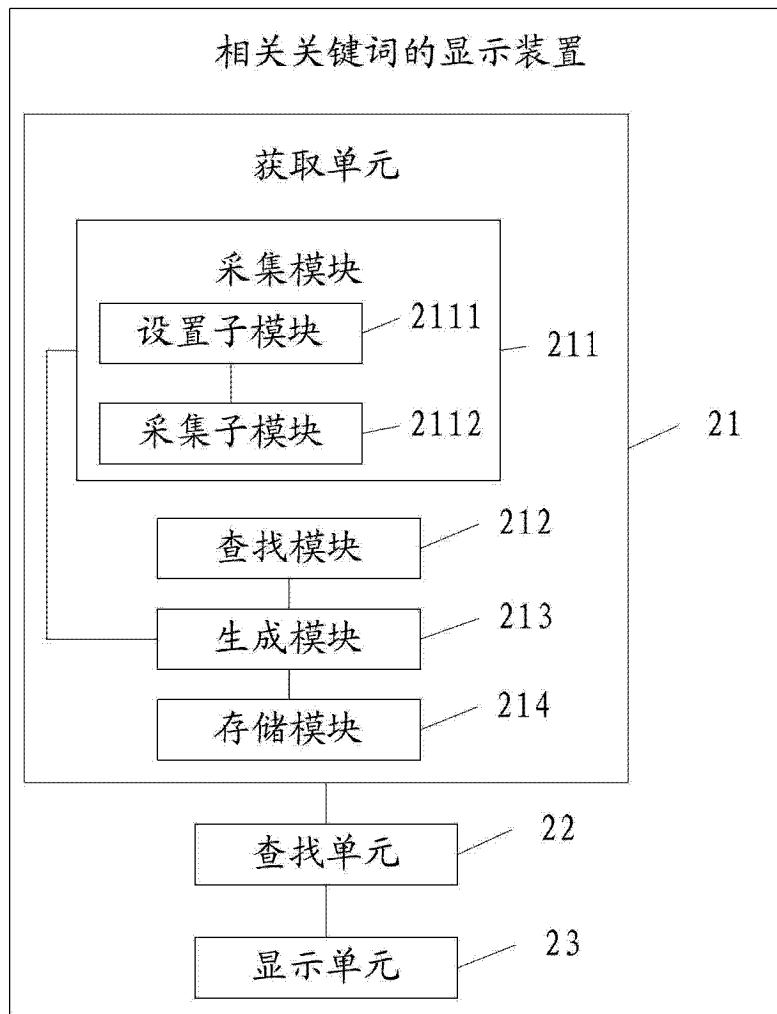 相关关键词的显示装置
获取单元
采集模块
设置子模块
2111
211
采集子模块
2112
21
查找模块
212
生成模块
213
存储模块
214
查找单元
22
显示单元
23